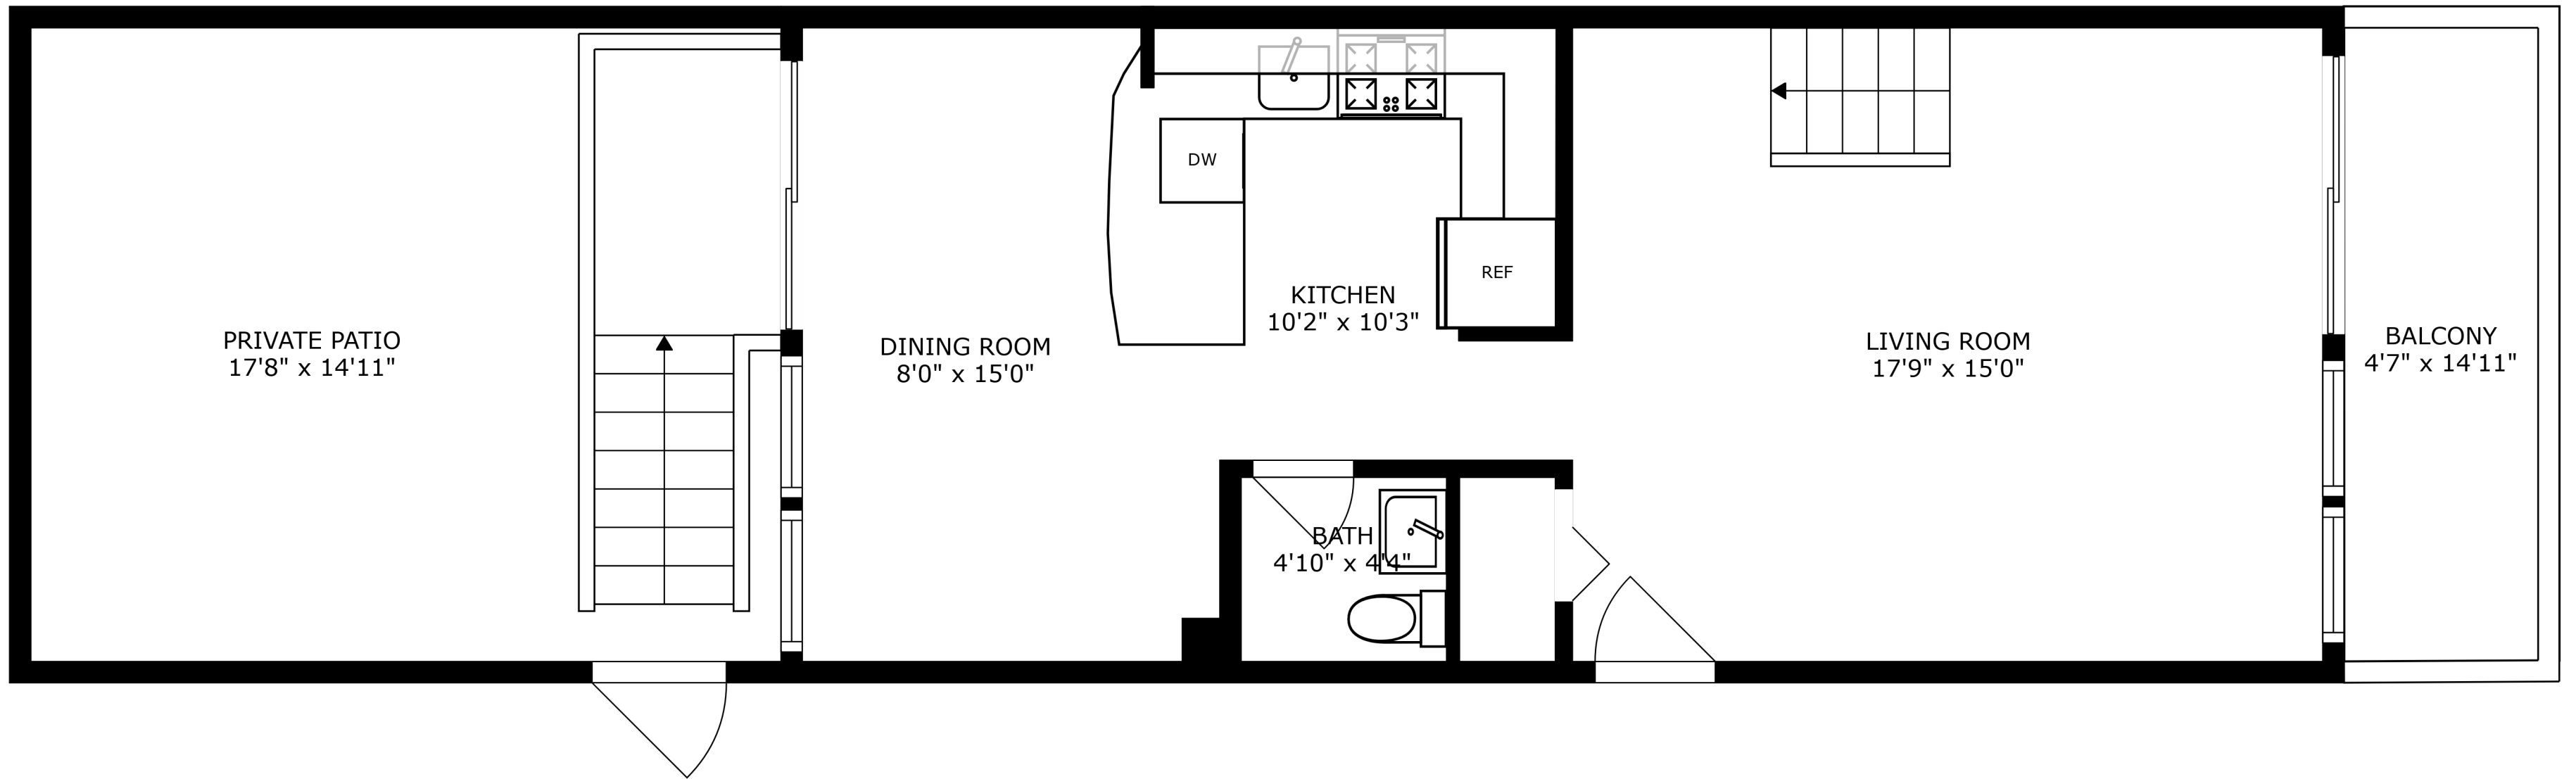 PRIVATE PATIO
17'8" x 14'11"
DINING ROOM
8'0" x 15'0"
DW
KITCHEN
10'2" x 10'3"
REF
BATH
4'10" x 4'4"
LIVING ROOM
17'9" x 15'0"
BALCONY
4'7" x 14'11"